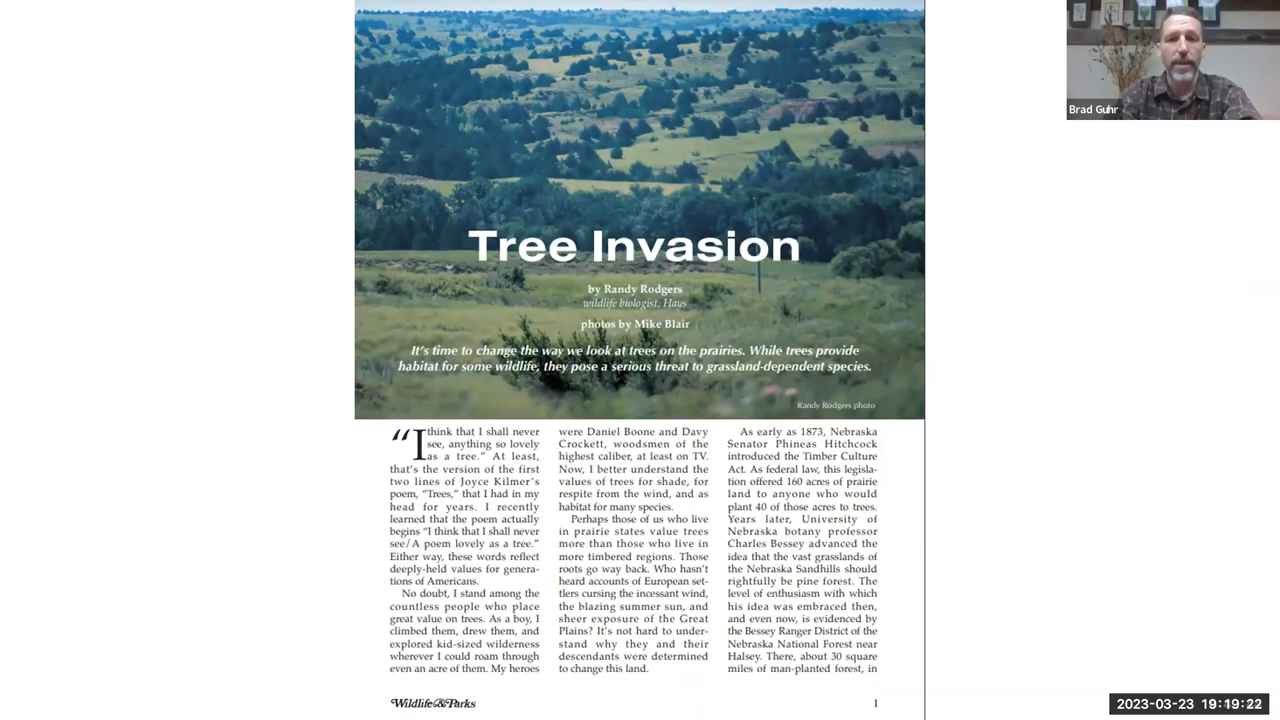 Brad Guhr
Tree Invasion
by Randy Rodgers
wildlife biologist, Hays
photos by Mike Blair
It's time to change the way we look at trees on the prairies. While trees provide
habitat for some wildlife, they pose a serious threat to grassland-dependent species.
Randy Rodgers photo
“I think that I shall never
see, anything so lovely
as a tree.” At least,
that's the version of the first
two lines of Joyce Kilmer's
poem, “Trees,” that I had in my
head for years. I recently
learned that the poem actually
begins “I think that I shall never
see/A poem lovely as a tree.”
Either way, these words reflect
deeply-held values for genera-
tions of Americans.
No doubt, I stand among the
countless people who place
great value on trees. As a boy, I
climbed them, drew them, and
explored kid-sized wilderness
wherever I could roam through
even an acre of them. My heroes
were Daniel Boone and Davy
Crockett, woodsmen of the
highest caliber, at least on TV.
Now, I better understand the
values of trees for shade, for
respite from the wind, and as
habitat for many species.
Perhaps those of us who live
in prairie states value trees
more than those who live in
more timbered regions. Those
roots go way back. Who hasn't
heard accounts of European set-
tlers cursing the incessant wind,
the blazing summer sun, and
sheer exposure of the Great
Plains? It's not hard to under-
stand why they and their
descendants were determined
to change this land.
As early as 1873, Nebraska
Senator Phineas Hitchcock
introduced the Timber Culture
Act. As federal law, this legisla-
tion offered 160 acres of prairie
land to anyone who would
plant 40 of those acres to trees.
Years later, University of
Nebraska botany professor
Charles Bessey advanced the
idea that the vast grasslands of
the Nebraska Sandhills should
rightfully be pine forest. The
level of enthusiasm with which
his idea was embraced then,
and even now, is evidenced by
the Bessey Ranger District of the
Nebraska National Forest near
Halsey. There, about 30 square
miles of man-planted forest, in
Wildlife & Parks
1
2023-03-23 19:19:22